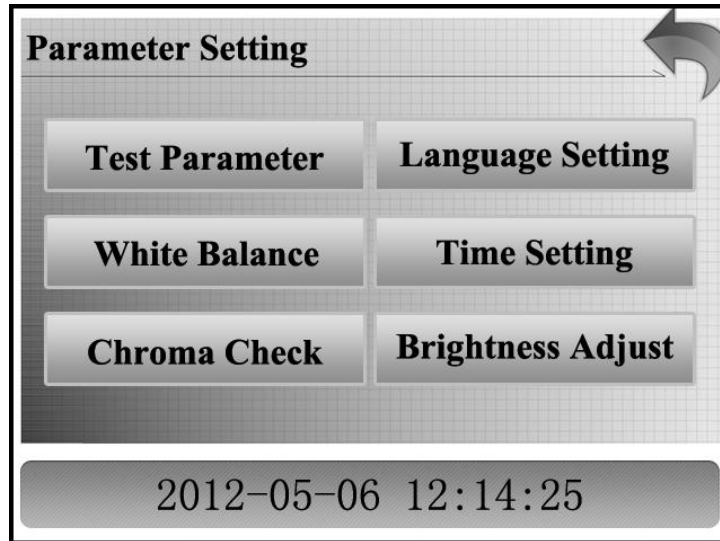 Parameter Setting
Test Parameter
Language Setting
White Balance
Time Setting
Chroma Check
Brightness Adjust
2012-05-06 12:14:25